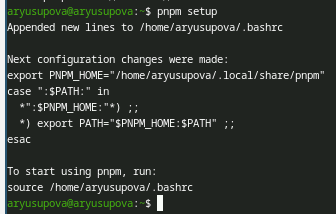 aryusupova@aryusupova:~$ pnpm setup
Appended new lines to /home/aryusupova/.bashrc

Next configuration changes were made:
export PNPM_HOME="/home/aryusupova/.local/share/pnpm"
case ":$PATH:" in
  *":$PNPM_HOME:"*) ;;
  *) export PATH="$PNPM_HOME:$PATH" ;;
esac

To start using pnpm, run:
source /home/aryusupova/.bashrc
aryusupova@aryusupova:~$